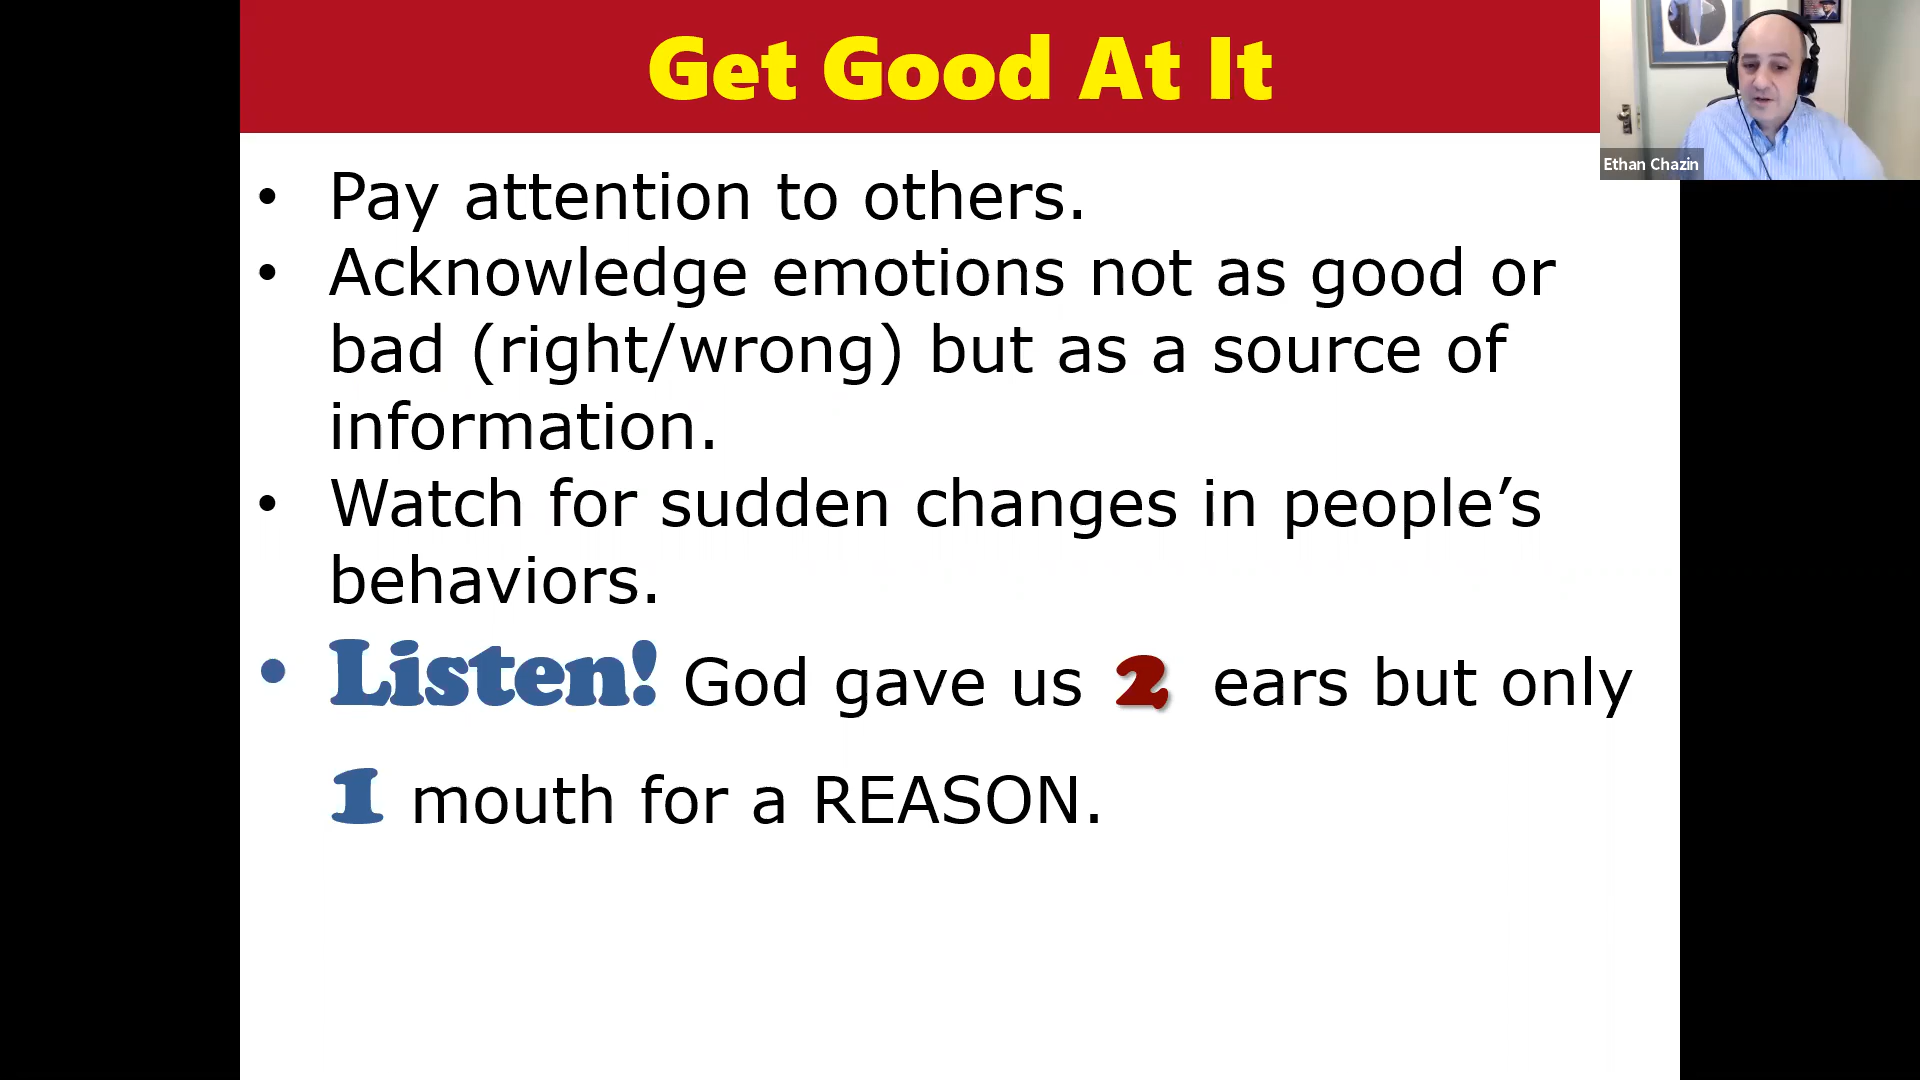 Get Good At It
Ethan Chazin
• Pay attention to others.
• Acknowledge emotions not as good or
bad (right/wrong) but as a source of
information.
• Watch for sudden changes in people’s
behaviors.
• Listen! God gave us 2 ears but only
1 mouth for a REASON.